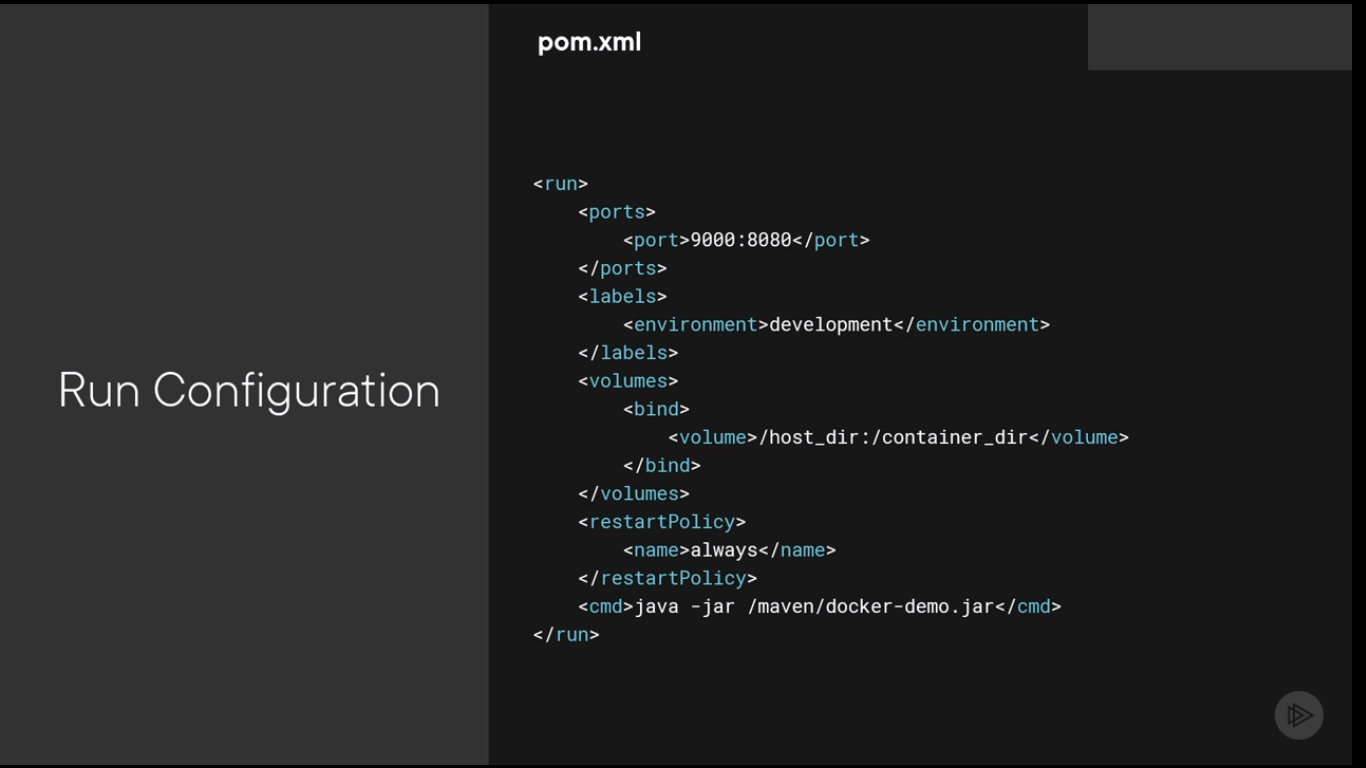 pom.xml
Run Configuration
<run>
    <ports>
        <port>9000:8080</port>
    </ports>
    <labels>
        <environment>development</environment>
    </labels>
    <volumes>
        <bind>
            <volume>/host_dir:/container_dir</volume>
        </bind>
    </volumes>
    <restartPolicy>
        <name>always</name>
    </restartPolicy>
    <cmd>java -jar /maven/docker-demo.jar</cmd>
</run>